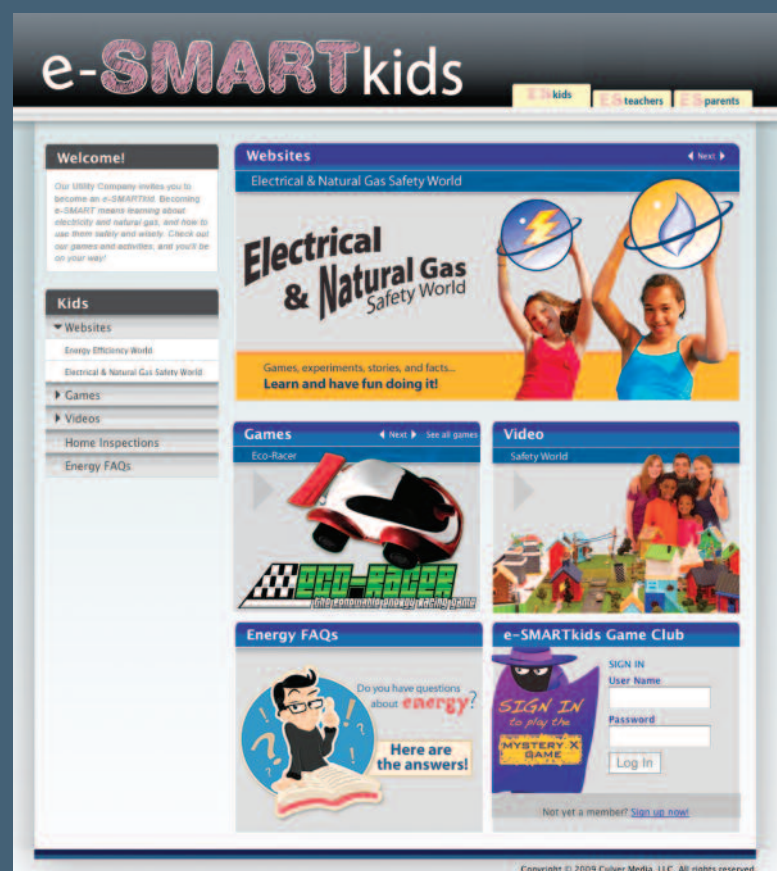 e-SMARTkids
ESkids
ESteachers
ESparents
Welcome!
Our Utility Company invites you to
become an e-SMARTkid. Becoming
e-SMART means learning about
electricity and natural gas, and how to
use them safely and wisely. Check out
our games and activities, and you'll be
on your way!
Kids
Websites
Energy Efficiency World
Electrical & Natural Gas Safety World
Games
Videos
Home Inspections
Energy FAQs
Websites
Next
Electrical & Natural Gas Safety World
Electrical
& Natural Gas
Safety World
Games, experiments, stories, and facts...
Learn and have fun doing it!
Games
Next
See all games
Eco-Racer
ECO-RACER
Video
Safety World
Energy FAQs
Do you have questions
about energy?
Here are
the answers!
e-SMARTkids Game Club
SIGN IN
to play the
MYSTERY X
GAME
SIGN IN
User Name
Password
Log In
Not yet a member? Sign up now!
Copyright © 2009 Culver Media, LLC. All rights reserved.